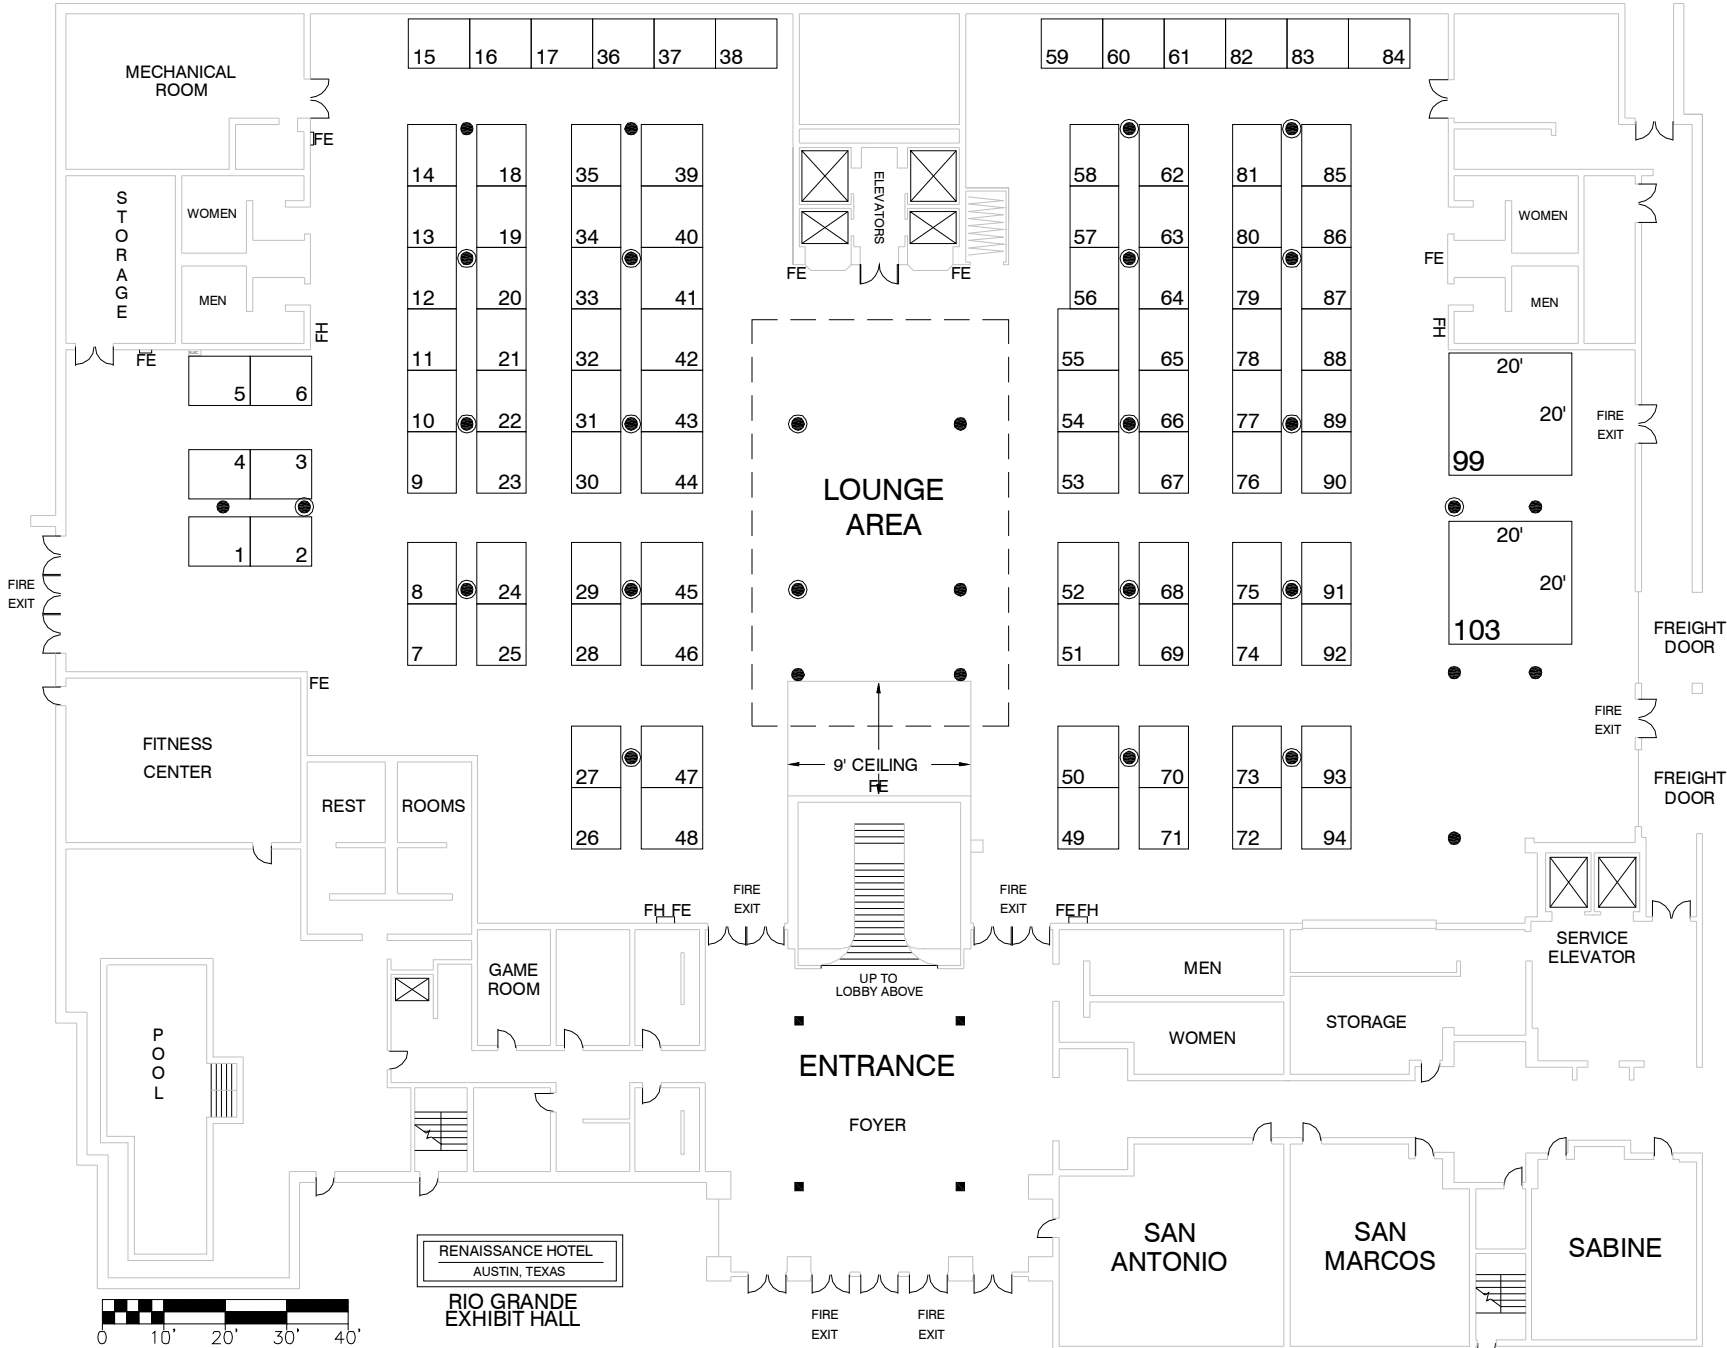 15 16 17 36 37 38
59 60 61 82 83 84
MECHANICAL
ROOM
FE
14 18 35 39
58 62 81 85
ELEVATORS
STORAGE
WOMEN
WOMEN
13 19 34 40
57 63 80 86
FE
FE FE
MEN
MEN
12 20 33 41
56 64 79 87
FH
FH
FE
11 21 32 42
55 65 78 88
5 6
20'
20'
99
FIRE
EXIT
10 22 31 43
54 66 77 89
4 3
9 23 30 44
53 67 76 90
LOUNGE
AREA
1 2
20'
20'
103
FIRE
EXIT
8 24 29 45
52 68 75 91
7 25 28 46
51 69 74 92
FREIGHT
DOOR
FE
FIRE
EXIT
FITNESS
CENTER
27 47
50 70 73 93
9' CEILING
FE
FREIGHT
DOOR
REST ROOMS
26 48
49 71 72 94
FIRE
EXIT
FIRE
EXIT
FH FE
FE FH
SERVICE
ELEVATOR
GAME
ROOM
UP TO
LOBBY ABOVE
MEN
STORAGE
WOMEN
POOL
ENTRANCE
FOYER
SAN
ANTONIO
SAN
MARCOS
SABINE
RENAISSANCE HOTEL
AUSTIN, TEXAS
RIO GRANDE
EXHIBIT HALL
0 10' 20' 30' 40'
FIRE
EXIT
FIRE
EXIT